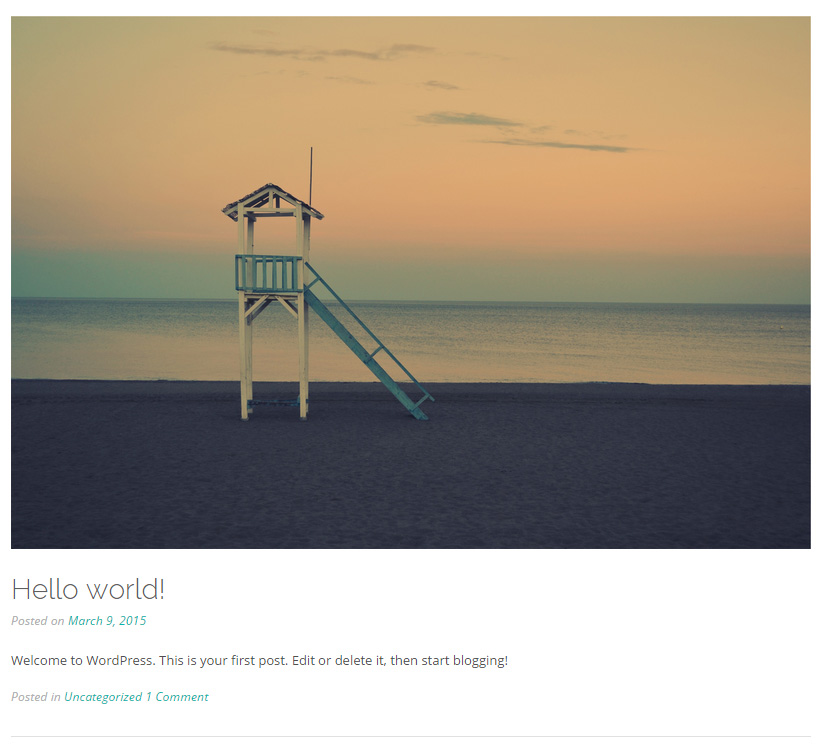 Hello world!
Posted on March 9, 2015
Welcome to WordPress. This is your first post. Edit or delete it, then start blogging!
Posted in Uncategorized 1 Comment